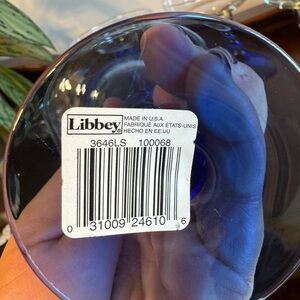 Libbey
MADE IN U.S.A.
FABRIQUÉ AUX ÉTATS-UNIS
HECHO EN EE.UU
3646LS 100068
0 31009 24610 6